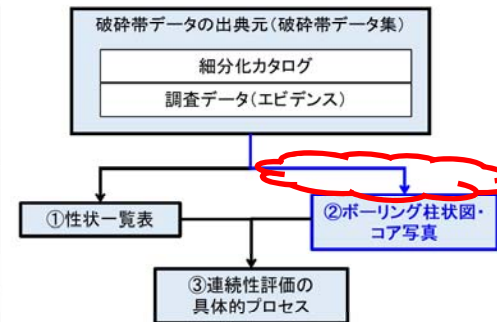 破砕帯データの出典元(破砕帯データ集)
細分化カタログ
調査データ(エビデンス)
①性状一覧表
②ボーリング柱状図・
コア写真
③連続性評価の
具体的プロセス